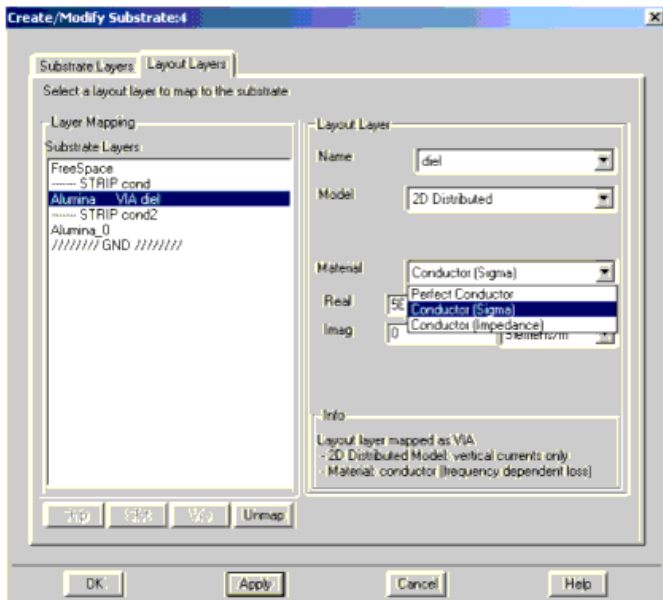 Create/Modify Substrate:4
Substrate Layers
Layout Layers
Select a layout layer to map to the substrate
Layer Mapping
Substrate Layers
FreeSpace
------ STRIP cond
Alumina VIA diel
------ STRIP cond2
Alumina_0
//////// GND ////////
Layout Layer
Name
diel
Model
2D Distributed
Material
Conductor (Sigma)
Perfect Conductor
Conductor (Sigma)
Conductor (Impedance)
Real
Imag
0
Siemens/m
Info
Layout layer mapped as VIA
- 2D Distributed Model: vertical currents only
- Material: conductor (frequency dependent loss)
Strip
Slot
Via
Unmap
OK
Apply
Cancel
Help